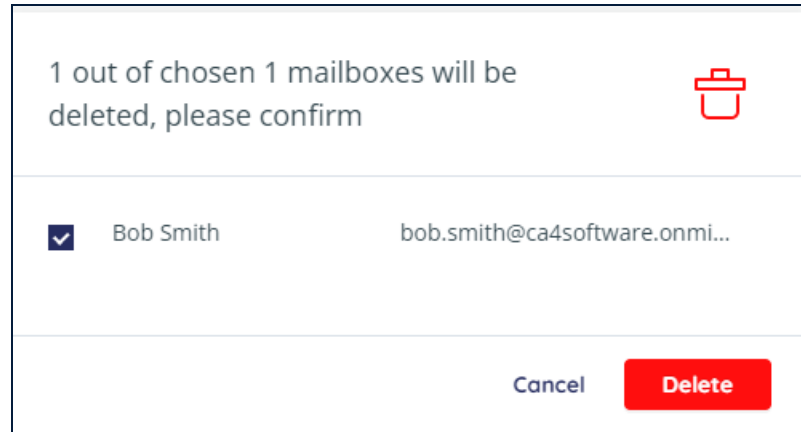 1 out of chosen 1 mailboxes will be
deleted, please confirm
Bob Smith bob.smith@ca4software.onmi...
Cancel Delete